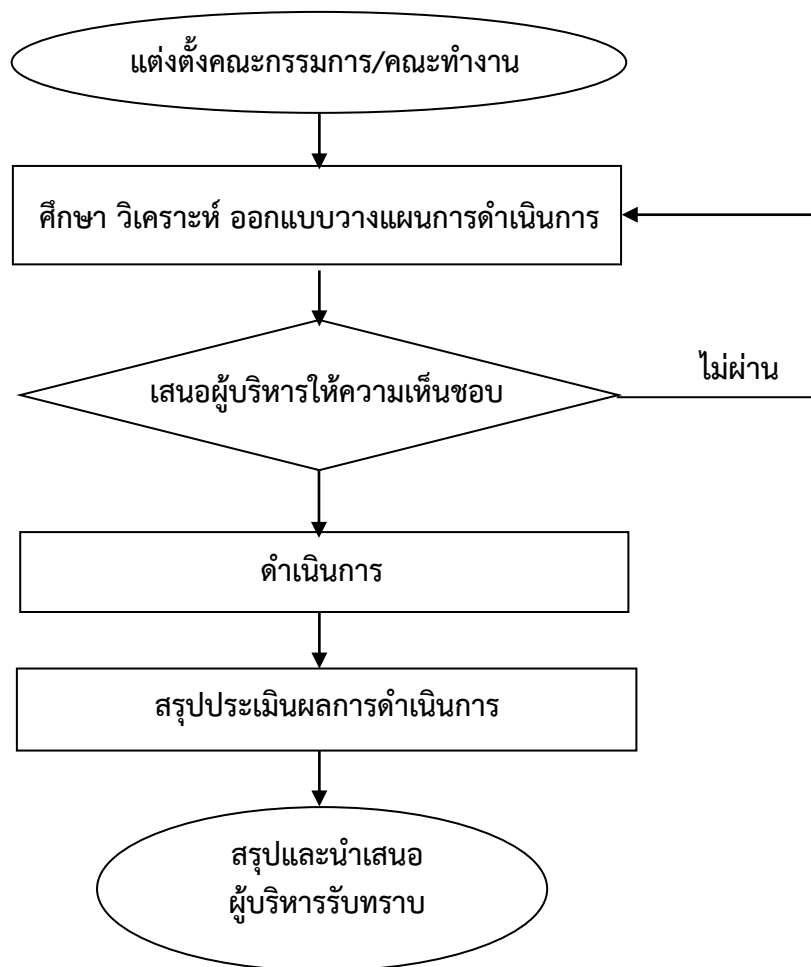 แต่งตั้งคณะกรรมการ/คณะทำงาน
ศึกษา วิเคราะห์ ออกแบบวางแผนการดำเนินการ
เสนอผู้บริหารให้ความเห็นชอบ
ไม่ผ่าน
ดำเนินการ
สรุปประเมินผลการดำเนินการ
สรุปและนำเสนอ
ผู้บริหารรับทราบ